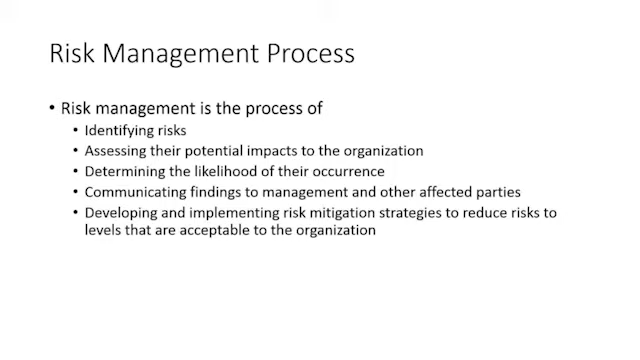 Risk Management Process
• Risk management is the process of
• Identifying risks
• Assessing their potential impacts to the organization
• Determining the likelihood of their occurrence
• Communicating findings to management and other affected parties
• Developing and implementing risk mitigation strategies to reduce risks to
levels that are acceptable to the organization